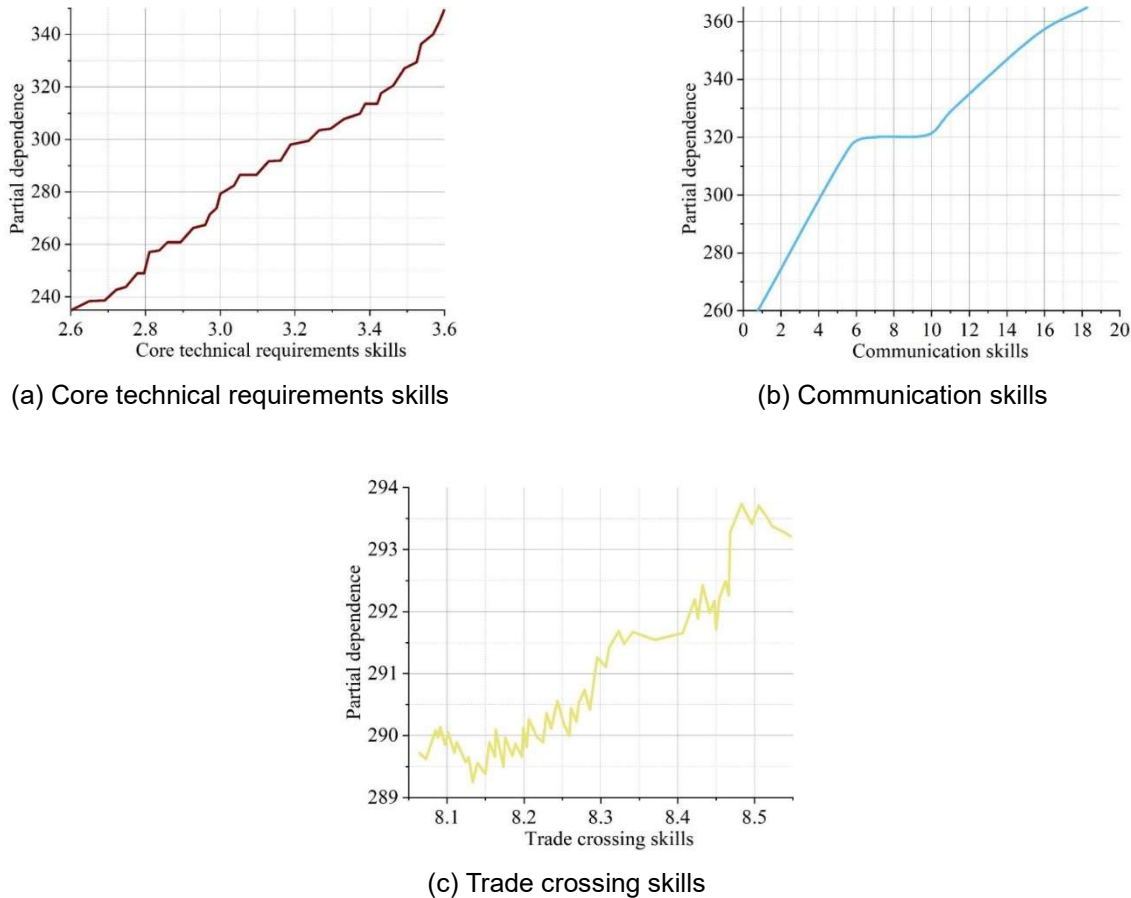 340
320
300
280
260
240
Partial dependence
2.6 2.8 3.0 3.2 3.4 3.6
Core technical requirements skills
(a) Core technical requirements skills
360
340
320
300
280
260
Partial dependence
0 2 4 6 8 10 12 14 16 18 20
Communication skills
(b) Communication skills
294
293
292
291
290
289
Partial dependence
8.1 8.2 8.3 8.4 8.5
Trade crossing skills
(c) Trade crossing skills